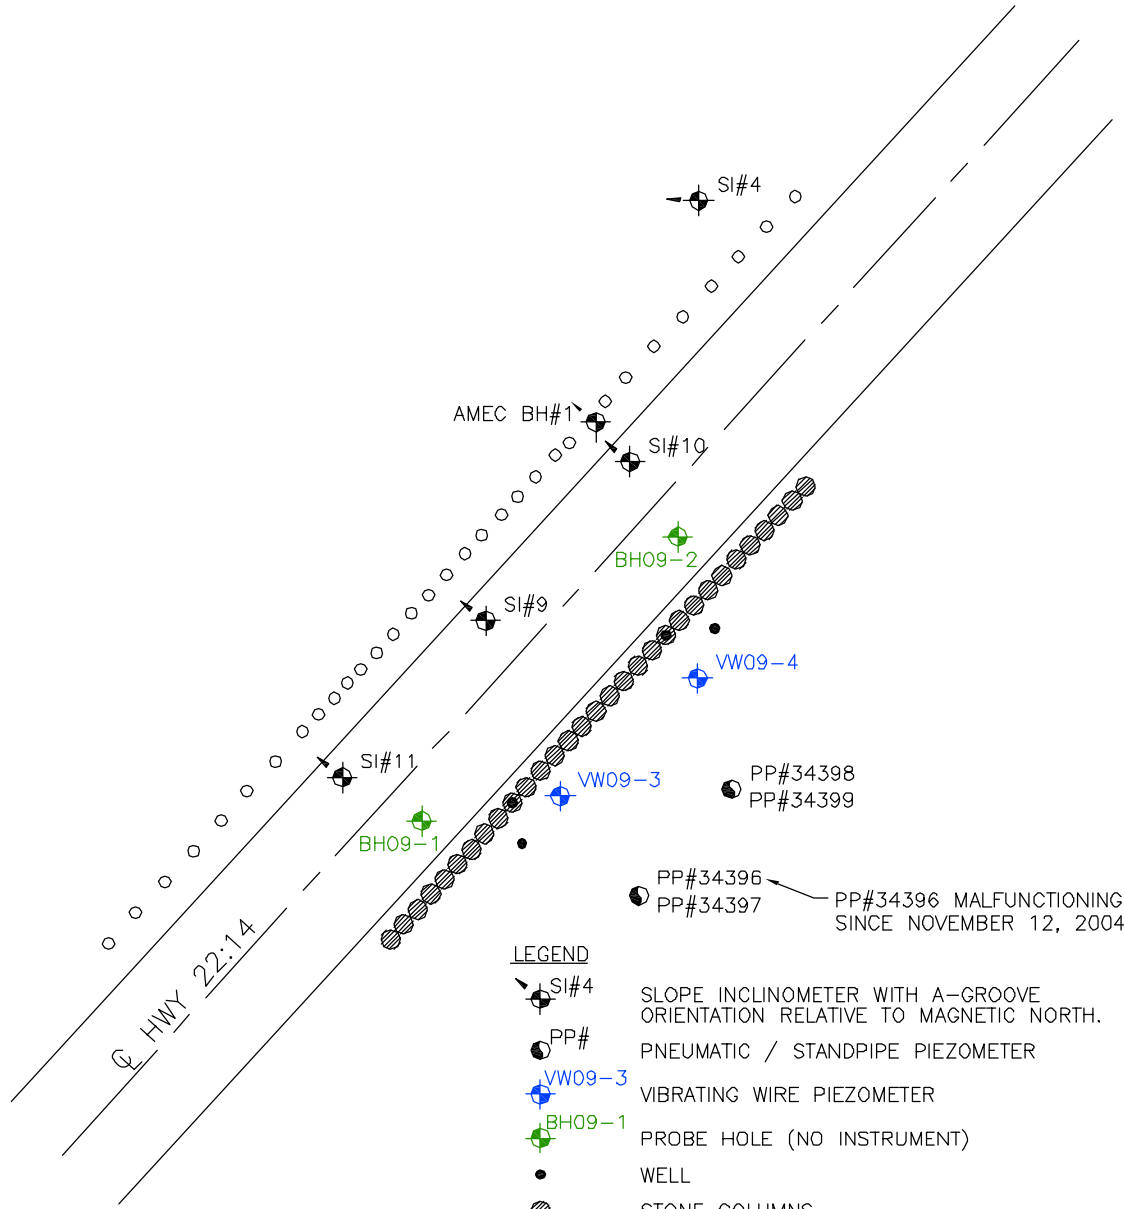 SI#4
AMEC BH#1
SI#10
BH09-2
SI#9
VW09-4
SI#11
VW09-3
PP#34398
PP#34399
BH09-1
PP#34396
PP#34397
PP#34396 MALFUNCTIONING
SINCE NOVEMBER 12, 2004
℄ HWY 22:14
LEGEND
SI#4
SLOPE INCLINOMETER WITH A-GROOVE
ORIENTATION RELATIVE TO MAGNETIC NORTH.
PP#
PNEUMATIC / STANDPIPE PIEZOMETER
VW09-3
VIBRATING WIRE PIEZOMETER
BH09-1
PROBE HOLE (NO INSTRUMENT)
WELL
STONE COLUMNS